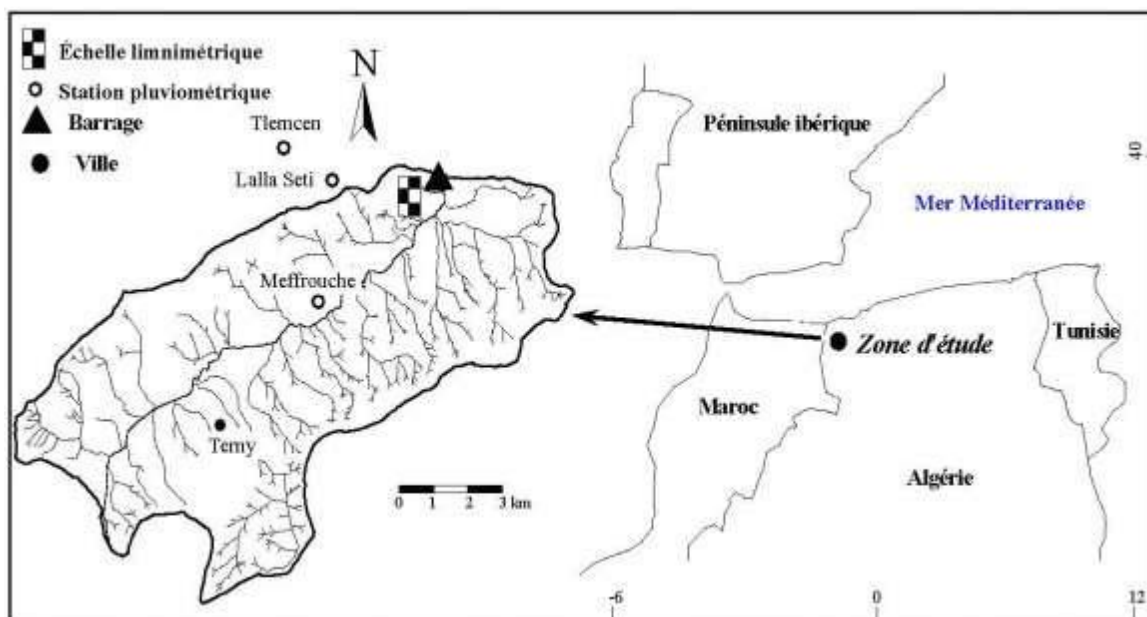 Échelle limnimétrique
Station pluviométrique
Barrage
Ville
N
Tlemcen
Lalla Seti
Meffrouche
Terny
0 1 2 3 km
Péninsule ibérique
40
Mer Méditerranée
Zone d'étude
Tunisie
Maroc
Algérie
-6 0 12